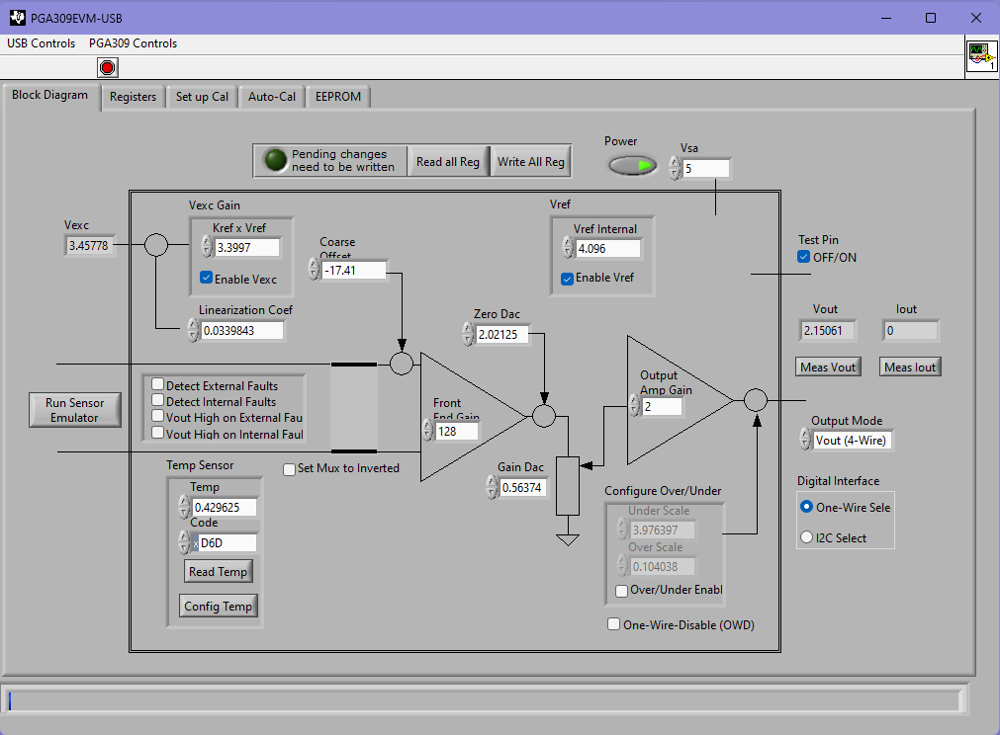 PGA309EVM-USB
USB Controls PGA309 Controls
1
Block Diagram Registers Set up Cal Auto-Cal EEPROM
Pending changes
need to be written
Read all Reg Write All Reg
Power
Vsa
5
Vexc
3.45778
Vexc Gain
Kref x Vref
3.3997
Enable Vexc
Linearization Coef
0.0339843
Coarse
Offset
-17.41
Vref
Vref Internal
4.096
Enable Vref
Test Pin
OFF/ON
Vout Iout
2.15061 0
Meas Vout Meas Iout
Zero Dac
2.02125
Run Sensor
Emulator
Detect External Faults
Detect Internal Faults
Vout High on External Fau
Vout High on Internal Faul
Front
End Gain
128
Output
Amp Gain
2
Output Mode
Vout (4-Wire)
Set Mux to Inverted
Gain Dac
0.56374
Temp Sensor
Temp
0.429625
Code
x D6D
Read Temp
Config Temp
Configure Over/Under
Under Scale
3.976397
Over Scale
0.104038
Over/Under Enabl
One-Wire-Disable (OWD)
Digital Interface
One-Wire Sele
I2C Select